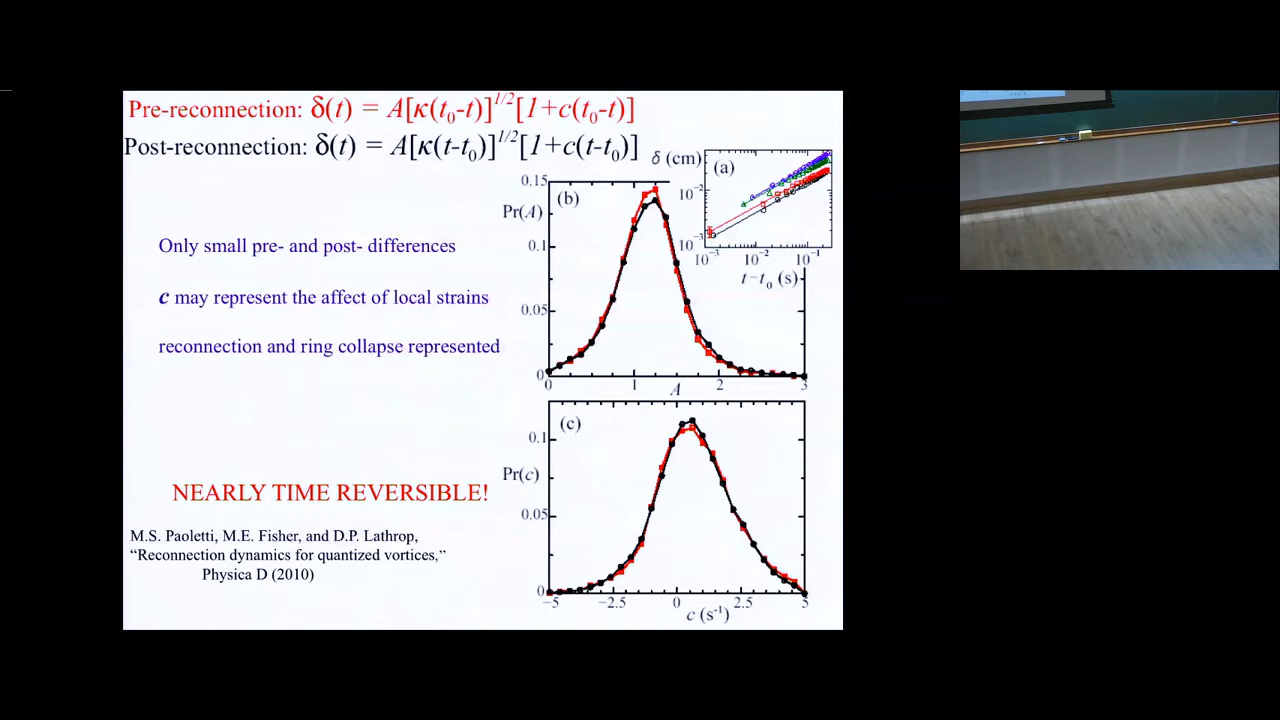 Pre-reconnection: δ(t) = A[κ(t₀-t)]^1/2[1+c(t₀-t)]
Post-reconnection: δ(t) = A[κ(t-t₀)]^1/2[1+c(t-t₀)]
Only small pre- and post- differences
c may represent the affect of local strains
reconnection and ring collapse represented
NEARLY TIME REVERSIBLE!
M.S. Paoletti, M.E. Fisher, and D.P. Lathrop,
“Reconnection dynamics for quantized vortices,”
Physica D (2010)
δ (cm)
(a)
10⁻²
10⁻³
10⁻³ 10⁻² 10⁻¹
t−t₀ (s)
0.15
(b)
Pr(A)
0.1
0.05
0
0 1 2 3
A
(c)
0.1
Pr(c)
0.05
0
−5 −2.5 0 2.5 5
c (s⁻¹)